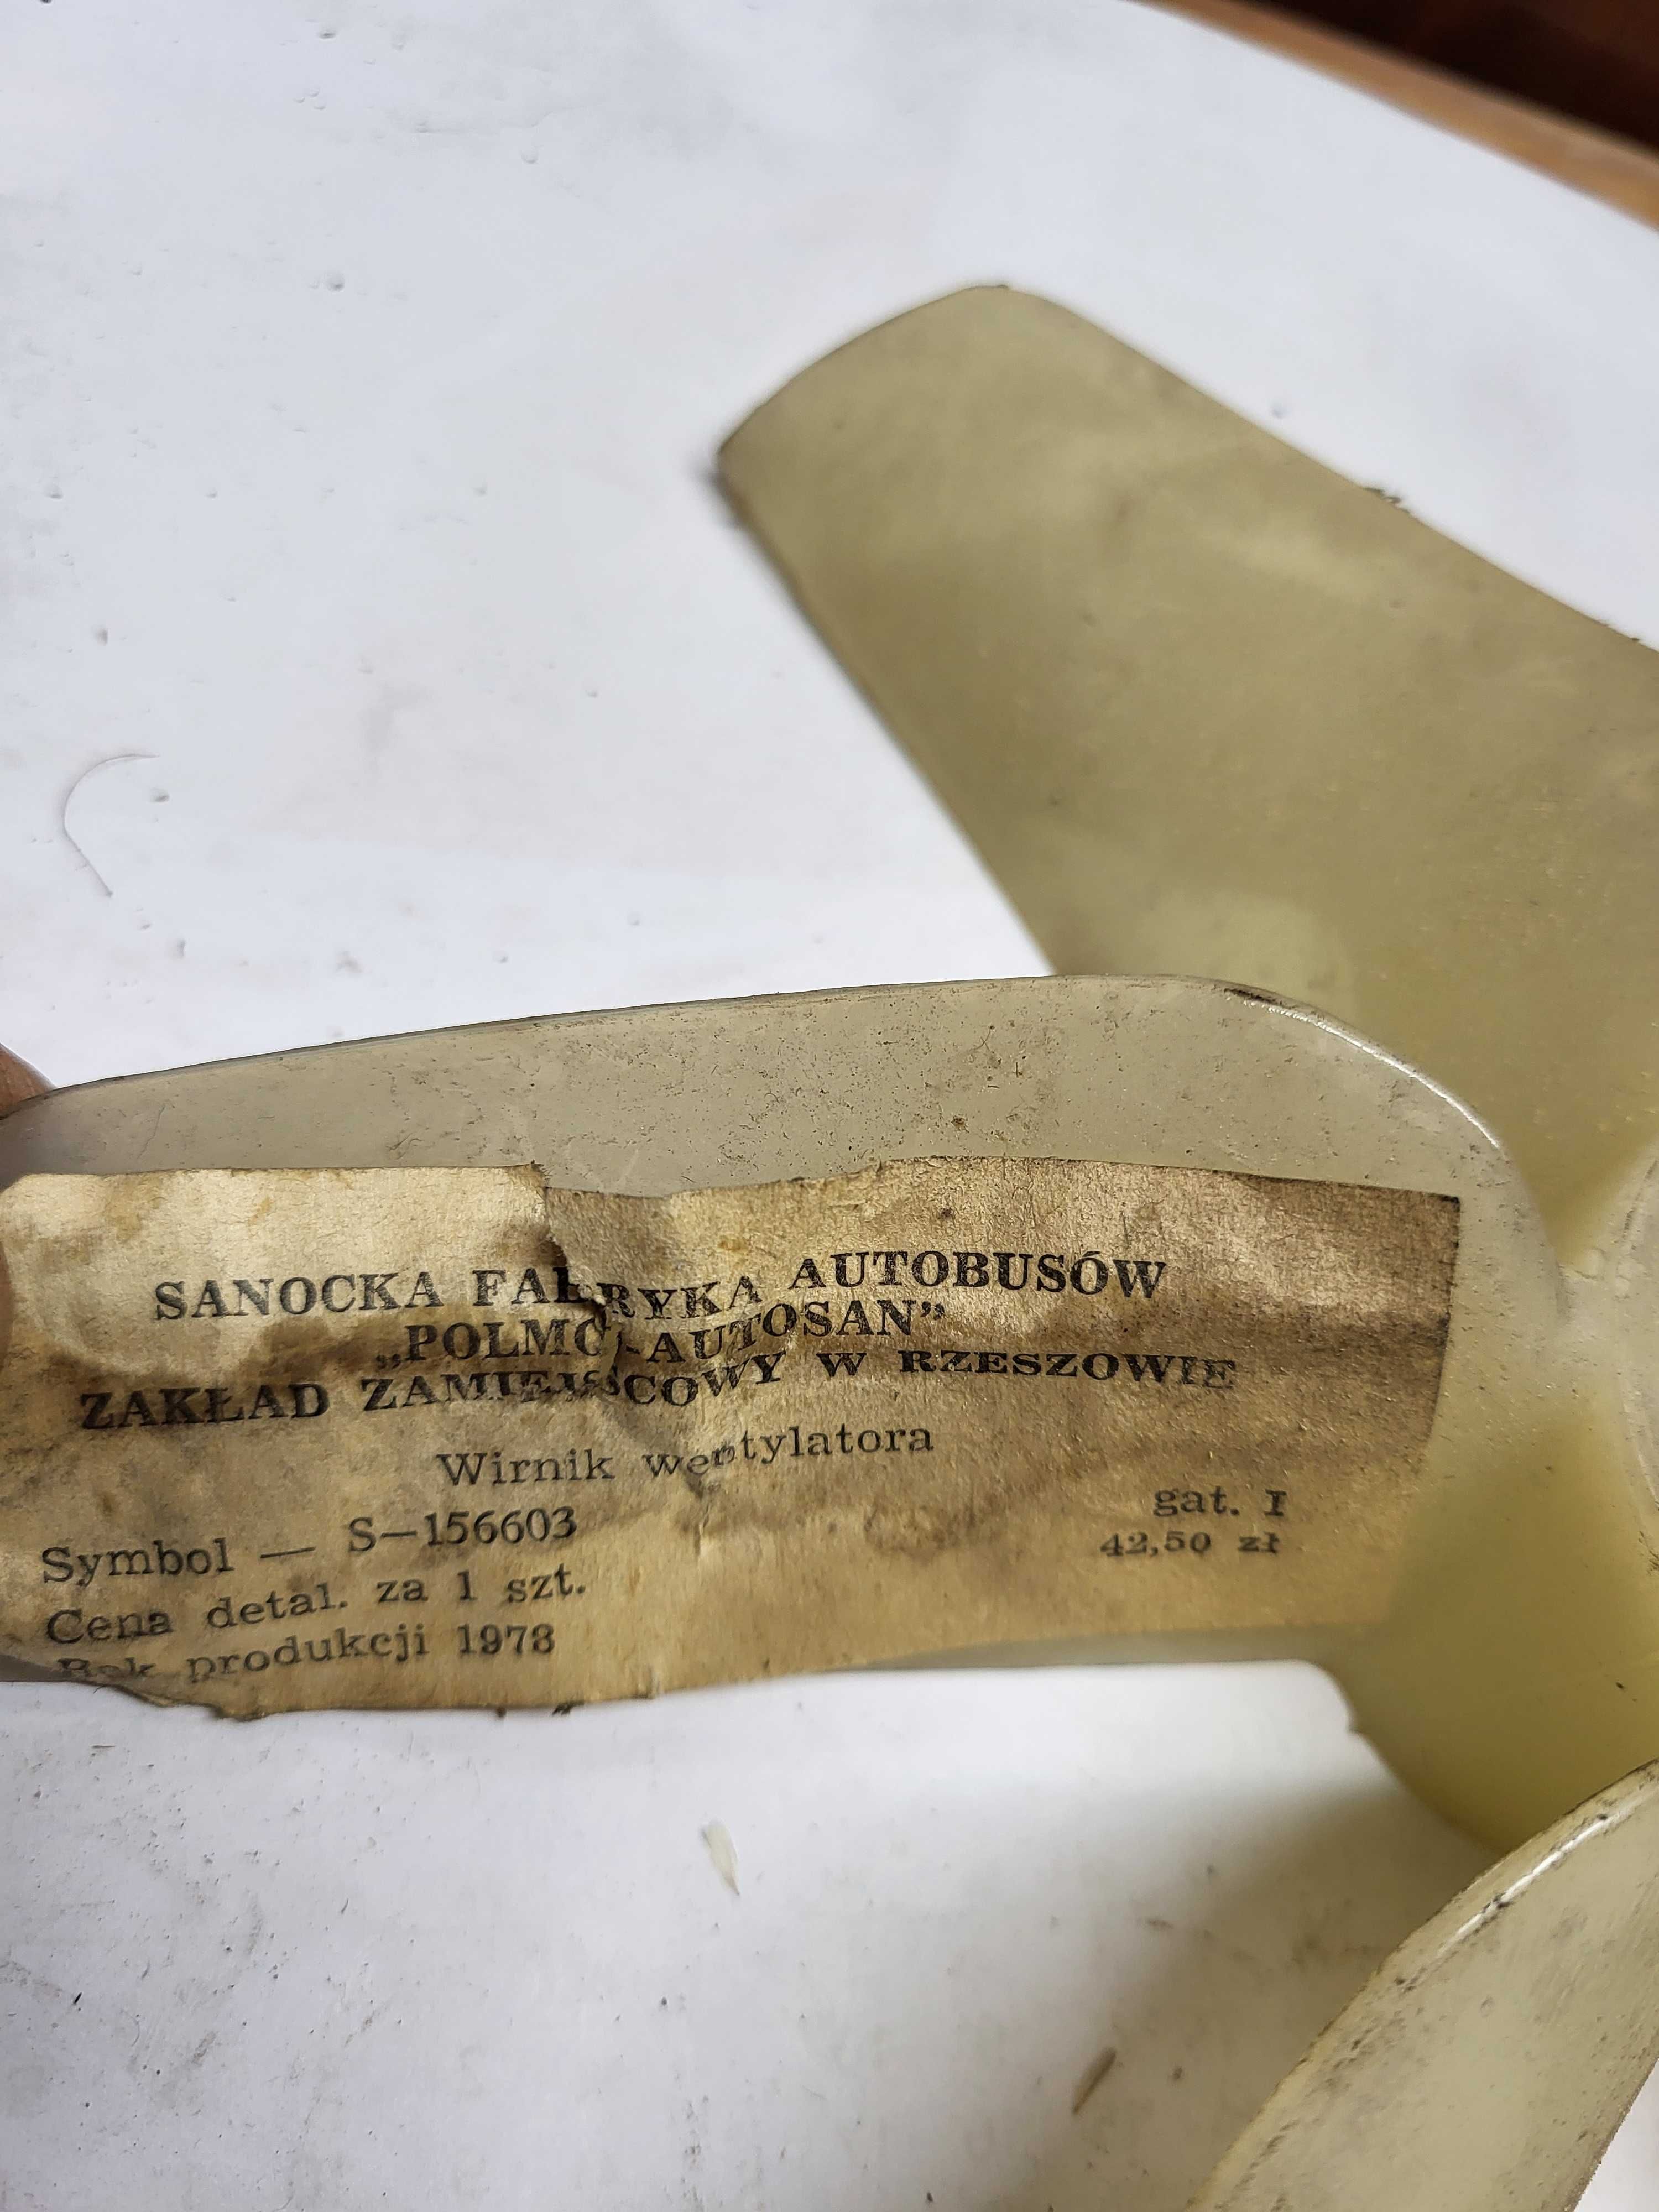 SANOCKA FABRYKA AUTOBUSÓW
„POLMO-AUTOSAN”
ZAKŁAD ZAMIEJSCOWY W RZESZOWIE
Wirnik wentylatora
Symbol — S—156603 gat. I
Cena detal. za 1 szt. 42,50 zł
Rok produkcji 1978